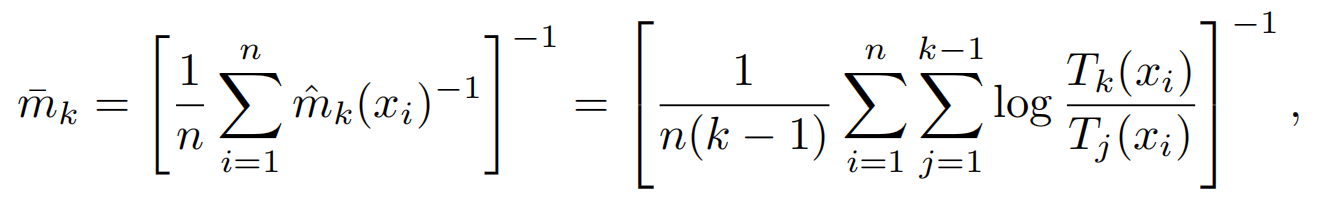 $\bar{m}_k = \left[ \frac{1}{n} \sum_{i=1}^{n} \hat{m}_k(x_i)^{-1} \right]^{-1} = \left[ \frac{1}{n(k-1)} \sum_{i=1}^{n} \sum_{j=1}^{k-1} \log \frac{T_k(x_i)}{T_j(x_i)} \right]^{-1},$